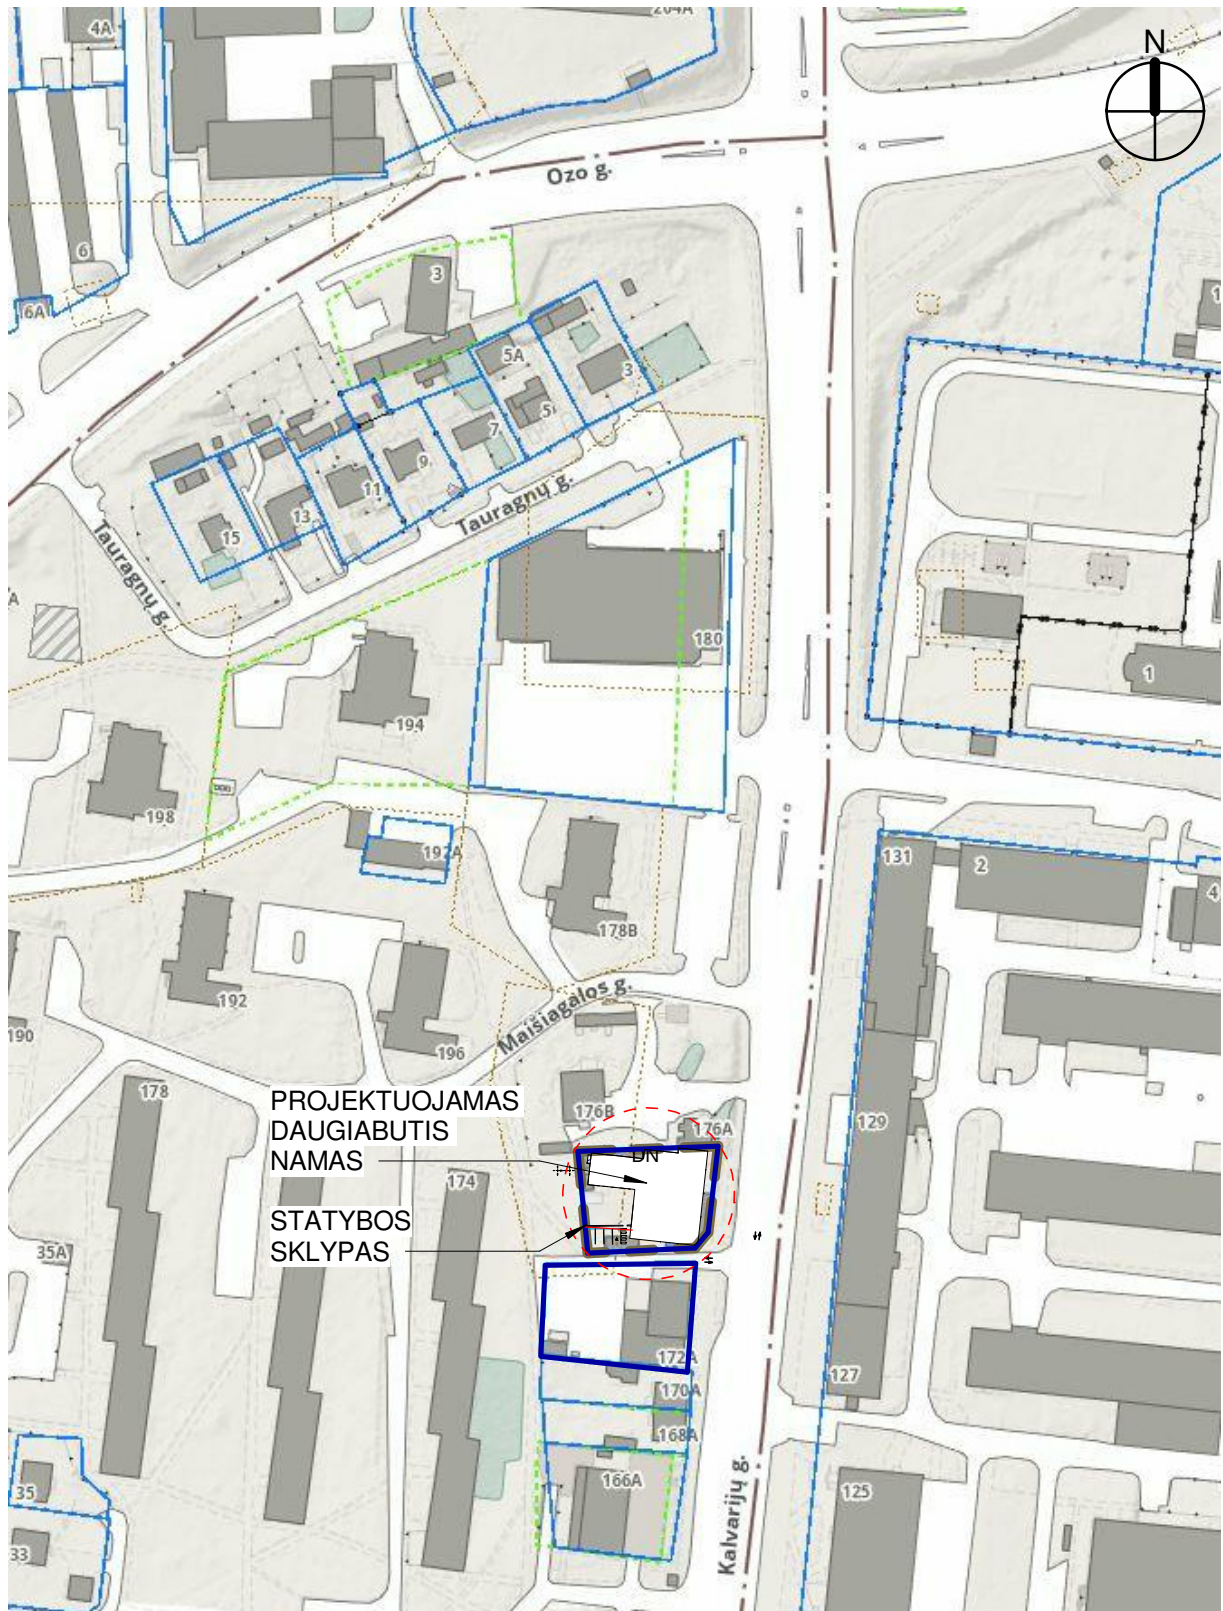 4A
204A
N
Ozo g.
6
6A
3
5A
3
5
7
9
11
13
15
Tauragnų g.
Tauragnų g.
180
1
194
198
192A
131
2
4
178B
192
196
190
Maišiagalos g.
178
PROJEKTUOJAMAS
DAUGIABUTIS
NAMAS
176B
176A
DN
129
174
STATYBOS
SKLYPAS
35A
172A
170A
168A
127
166A
125
35
33
Kalvarijų g.